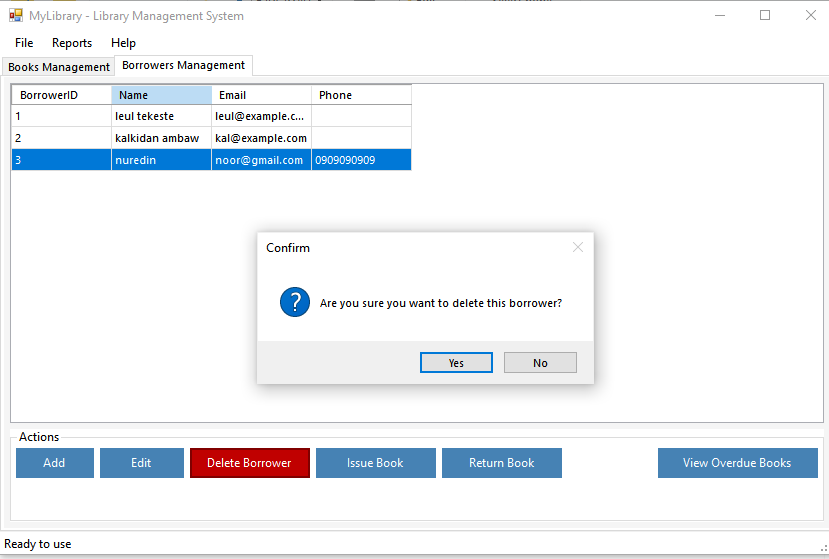 MyLibrary - Library Management System
File Reports Help
Books Management Borrowers Management
BorrowerID Name Email Phone
1 leul tekeste leul@example.c...
2 kalkidan ambaw kal@example.com
3 nuredin noor@gmail.com 0909090909
Confirm
? Are you sure you want to delete this borrower?
Yes No
Actions
Add Edit Delete Borrower Issue Book Return Book View Overdue Books
Ready to use